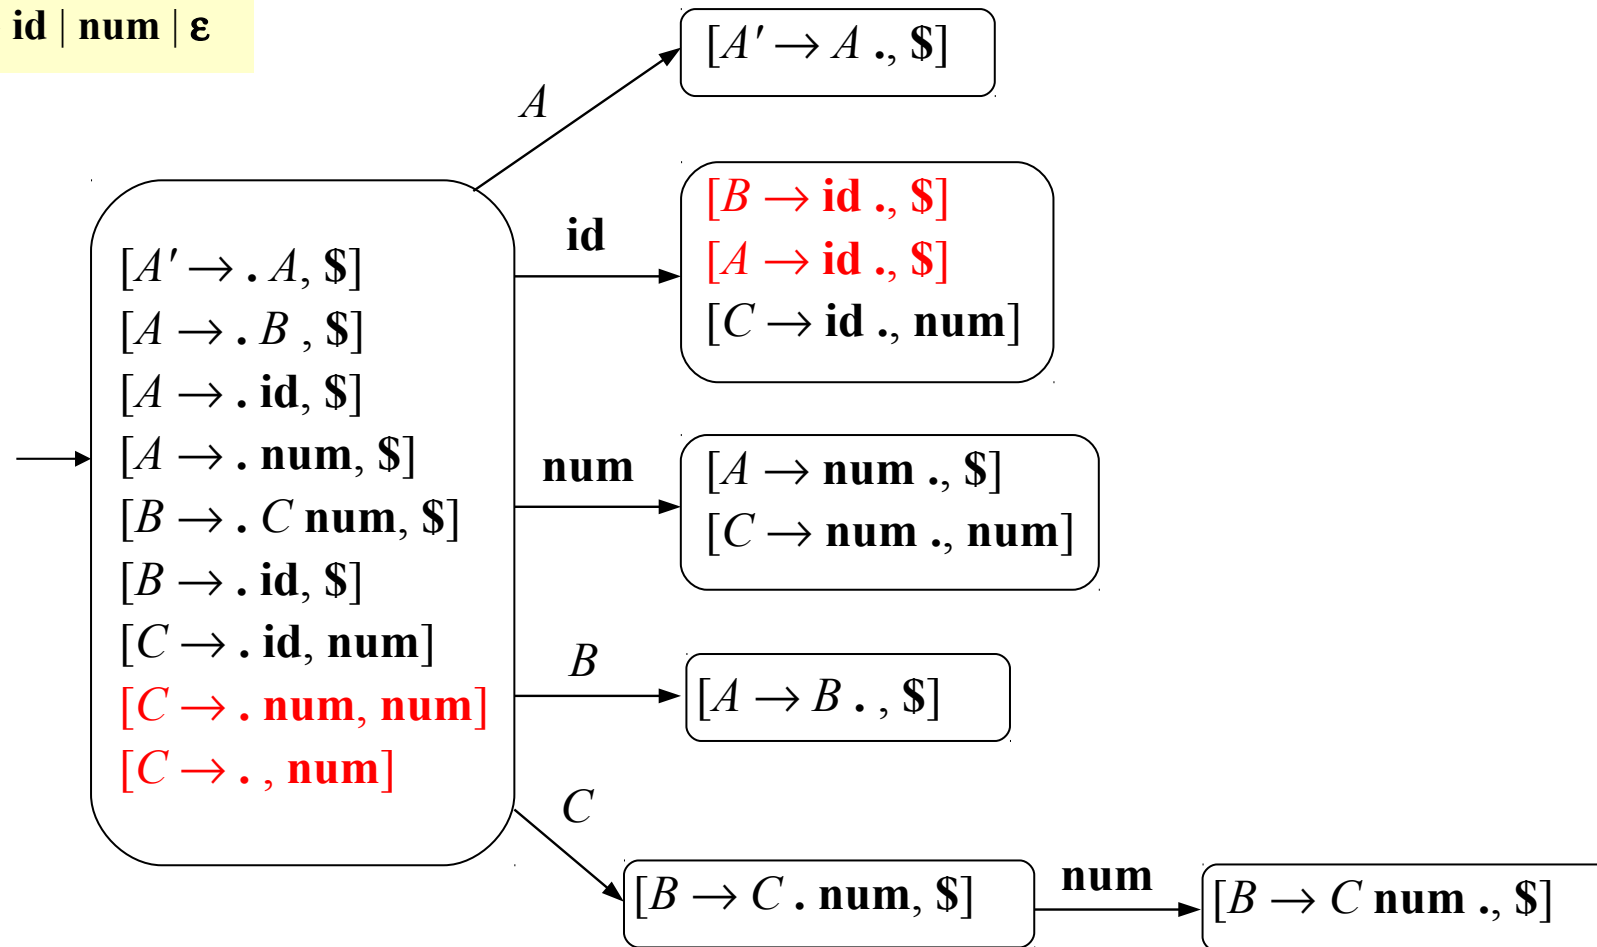 id | num | ε
[A′ → A ., $]
A
[B → id ., $]
[A → id ., $]
[C → id ., num]
id
[A′ → . A, $]
[A → . B , $]
[A → . id, $]
[A → . num, $]
[B → . C num, $]
[B → . id, $]
[C → . id, num]
[C → . num, num]
[C → . , num]
num
[A → num ., $]
[C → num ., num]
B
[A → B . , $]
C
[B → C . num, $]
num
[B → C num ., $]